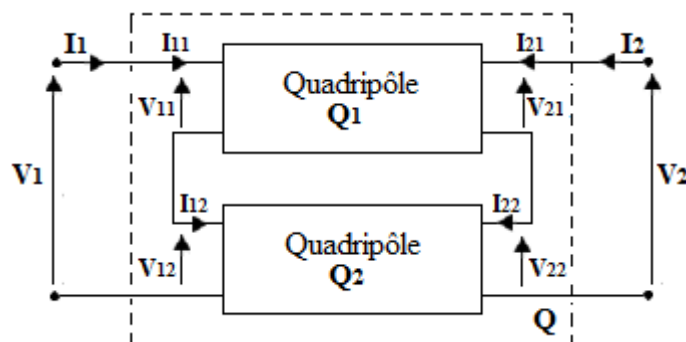 I1 I11 I21 I2
Quadripôle
Q1
V11 V21
V1 V2
I12 I22
Quadripôle
Q2
V12 V22
Q